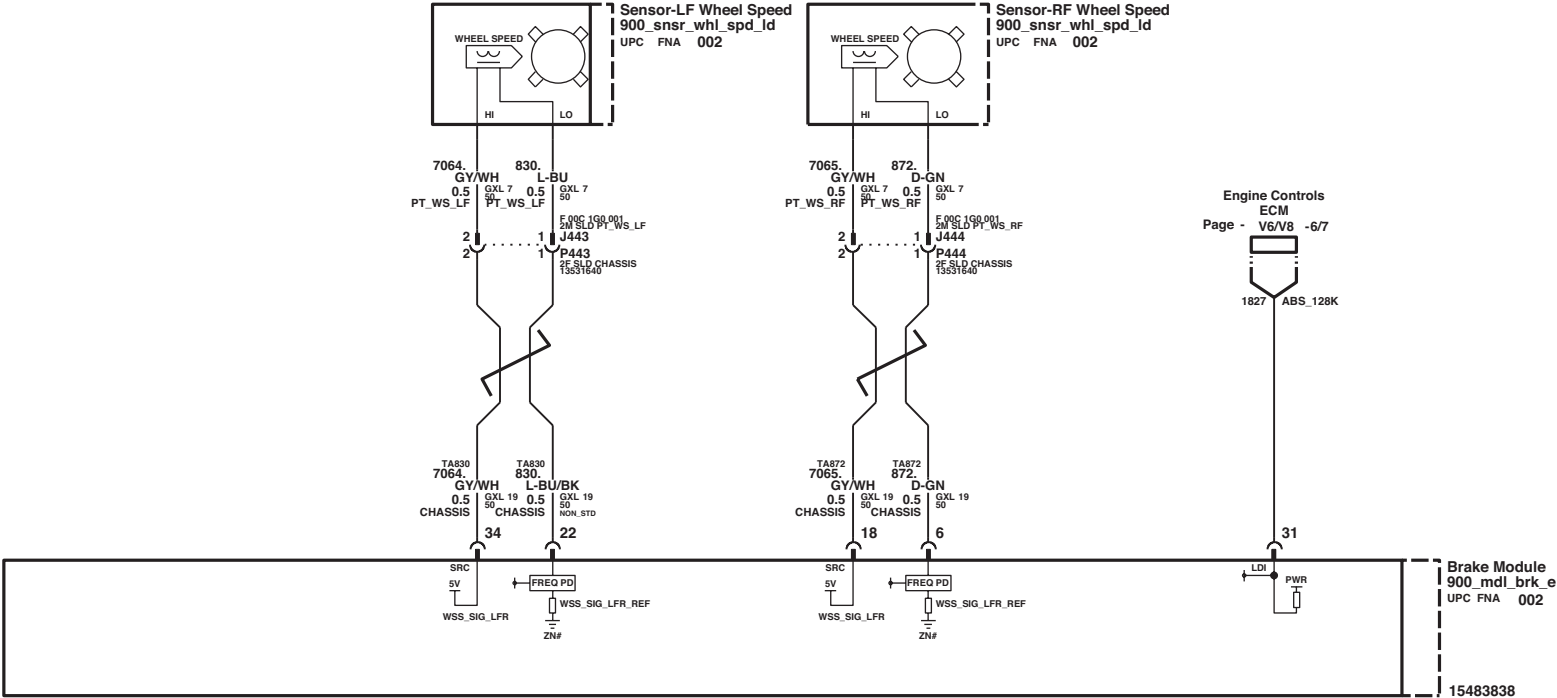 Sensor-LF Wheel Speed
900_snsr_whl_spd_ld
UPC FNA 002
WHEEL SPEED
HI
LO
Sensor-RF Wheel Speed
900_snsr_whl_spd_ld
UPC FNA 002
WHEEL SPEED
HI
LO
7064.
GY/WH
0.5
GXL 7
50
PT_WS_LF
830.
L-BU
0.5
GXL 7
50
PT_WS_LF
F 00C 1G0 001
2M SLD PT_WS_LF
2
1
J443
2
1
P443
2F SLD CHASSIS
13531640
7065.
GY/WH
0.5
GXL 7
50
PT_WS_RF
872.
D-GN
0.5
GXL 7
50
PT_WS_RF
F 00C 1G0 001
2M SLD PT_WS_RF
2
1
J444
2
1
P444
2F SLD CHASSIS
13531640
Engine Controls
ECM
Page - V6/V8 -6/7
1827
ABS_128K
TA830
7064.
GY/WH
0.5
GXL 19
50
CHASSIS
34
TA830
830.
L-BU/BK
0.5
GXL 19
50
CHASSIS
NON_STD
22
TA872
7065.
GY/WH
0.5
GXL 19
50
CHASSIS
18
TA872
872.
D-GN
0.5
GXL 19
50
CHASSIS
6
31
SRC
5V
WSS_SIG_LFR
FREQ PD
WSS_SIG_LFR_REF
ZN#
SRC
5V
WSS_SIG_LFR
FREQ PD
WSS_SIG_LFR_REF
ZN#
LDI
PWR
Brake Module
900_mdl_brk_e
UPC FNA 002
15483838